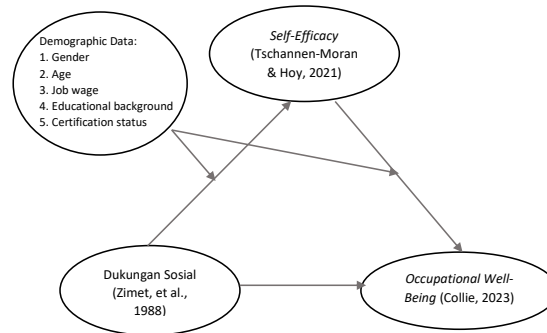 Demographic Data:
1. Gender
2. Age
3. Job wage
4. Educational background
5. Certification status
Self-Efficacy
(Tschannen-Moran
& Hoy, 2021)
Dukungan Sosial
(Zimet, et al.,
1988)
Occupational Well-
Being (Collie, 2023)